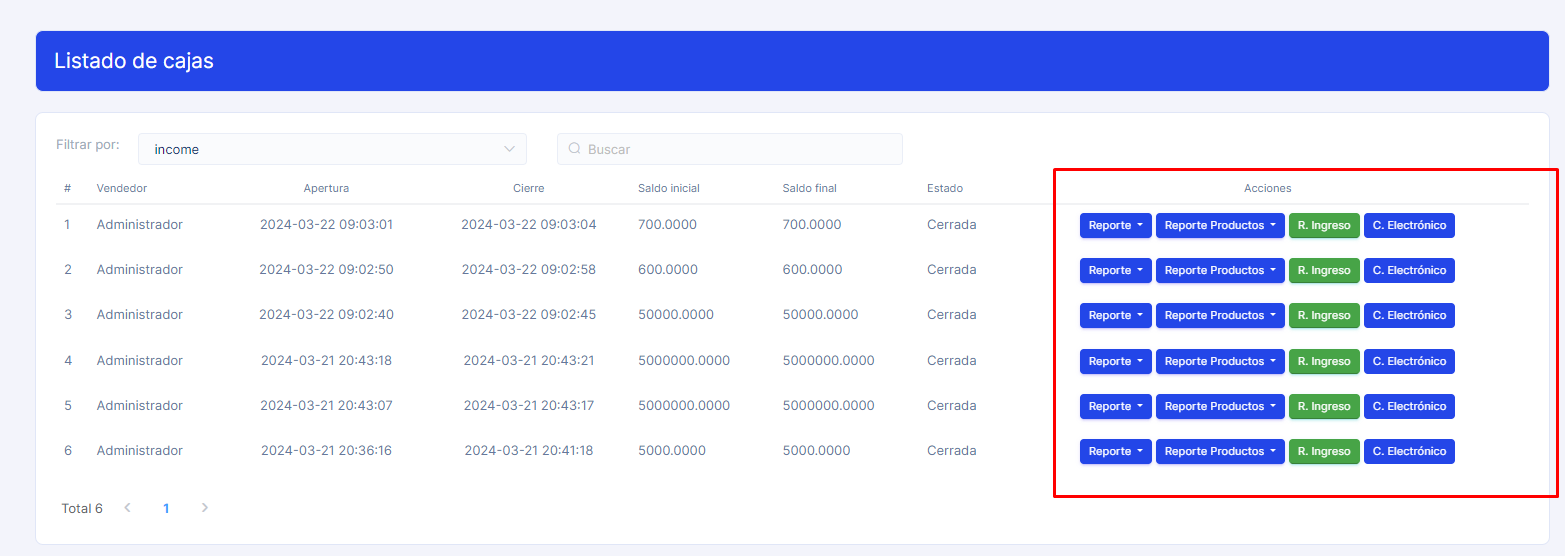 Listado de cajas
Filtrar por: income Buscar
# Vendedor Apertura Cierre Saldo inicial Saldo final Estado Acciones
1 Administrador 2024-03-22 09:03:01 2024-03-22 09:03:04 700.0000 700.0000 Cerrada Reporte Reporte Productos R. Ingreso C. Electrónico
2 Administrador 2024-03-22 09:02:50 2024-03-22 09:02:58 600.0000 600.0000 Cerrada Reporte Reporte Productos R. Ingreso C. Electrónico
3 Administrador 2024-03-22 09:02:40 2024-03-22 09:02:45 50000.0000 50000.0000 Cerrada Reporte Reporte Productos R. Ingreso C. Electrónico
4 Administrador 2024-03-21 20:43:18 2024-03-21 20:43:21 5000000.0000 5000000.0000 Cerrada Reporte Reporte Productos R. Ingreso C. Electrónico
5 Administrador 2024-03-21 20:43:07 2024-03-21 20:43:17 5000000.0000 5000000.0000 Cerrada Reporte Reporte Productos R. Ingreso C. Electrónico
6 Administrador 2024-03-21 20:36:16 2024-03-21 20:41:18 5000.0000 5000.0000 Cerrada Reporte Reporte Productos R. Ingreso C. Electrónico
Total 6 1